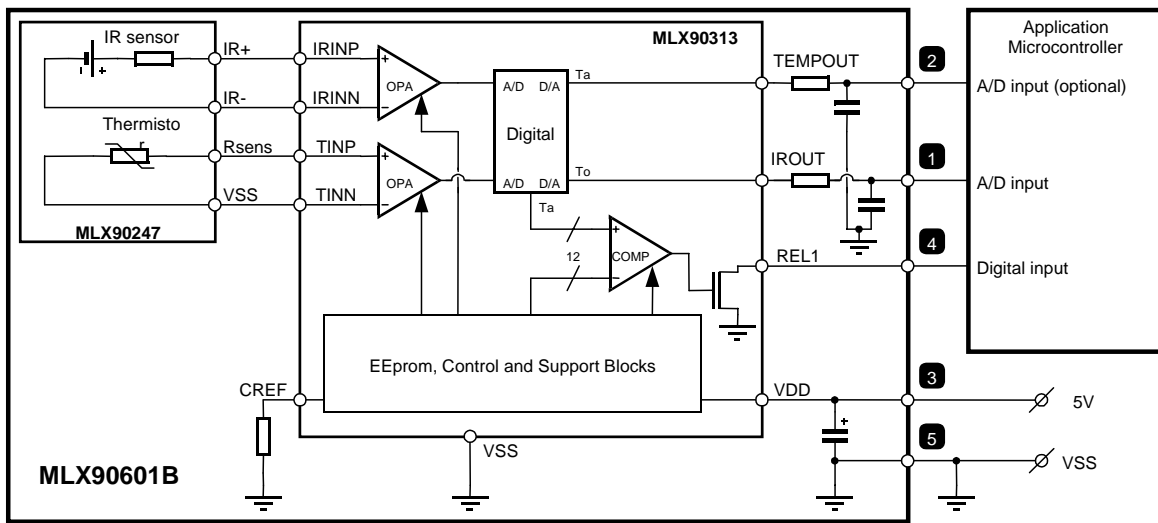 IR sensor
IR+
IRINP
MLX90313
Application
Microcontroller
TEMPOUT
2
A/D input (optional)
+
OPA
−
A/D
D/A
Ta
Digital
IR-
IRINN
Thermisto
r
Rsens
TINP
+
OPA
−
A/D
D/A
To
IROUT
1
A/D input
VSS
TINN
MLX90247
Ta
12
+
COMP
−
REL1
4
Digital input
EEprom, Control and Support Blocks
CREF
VDD
3
5V
+
5
VSS
VSS
MLX90601B